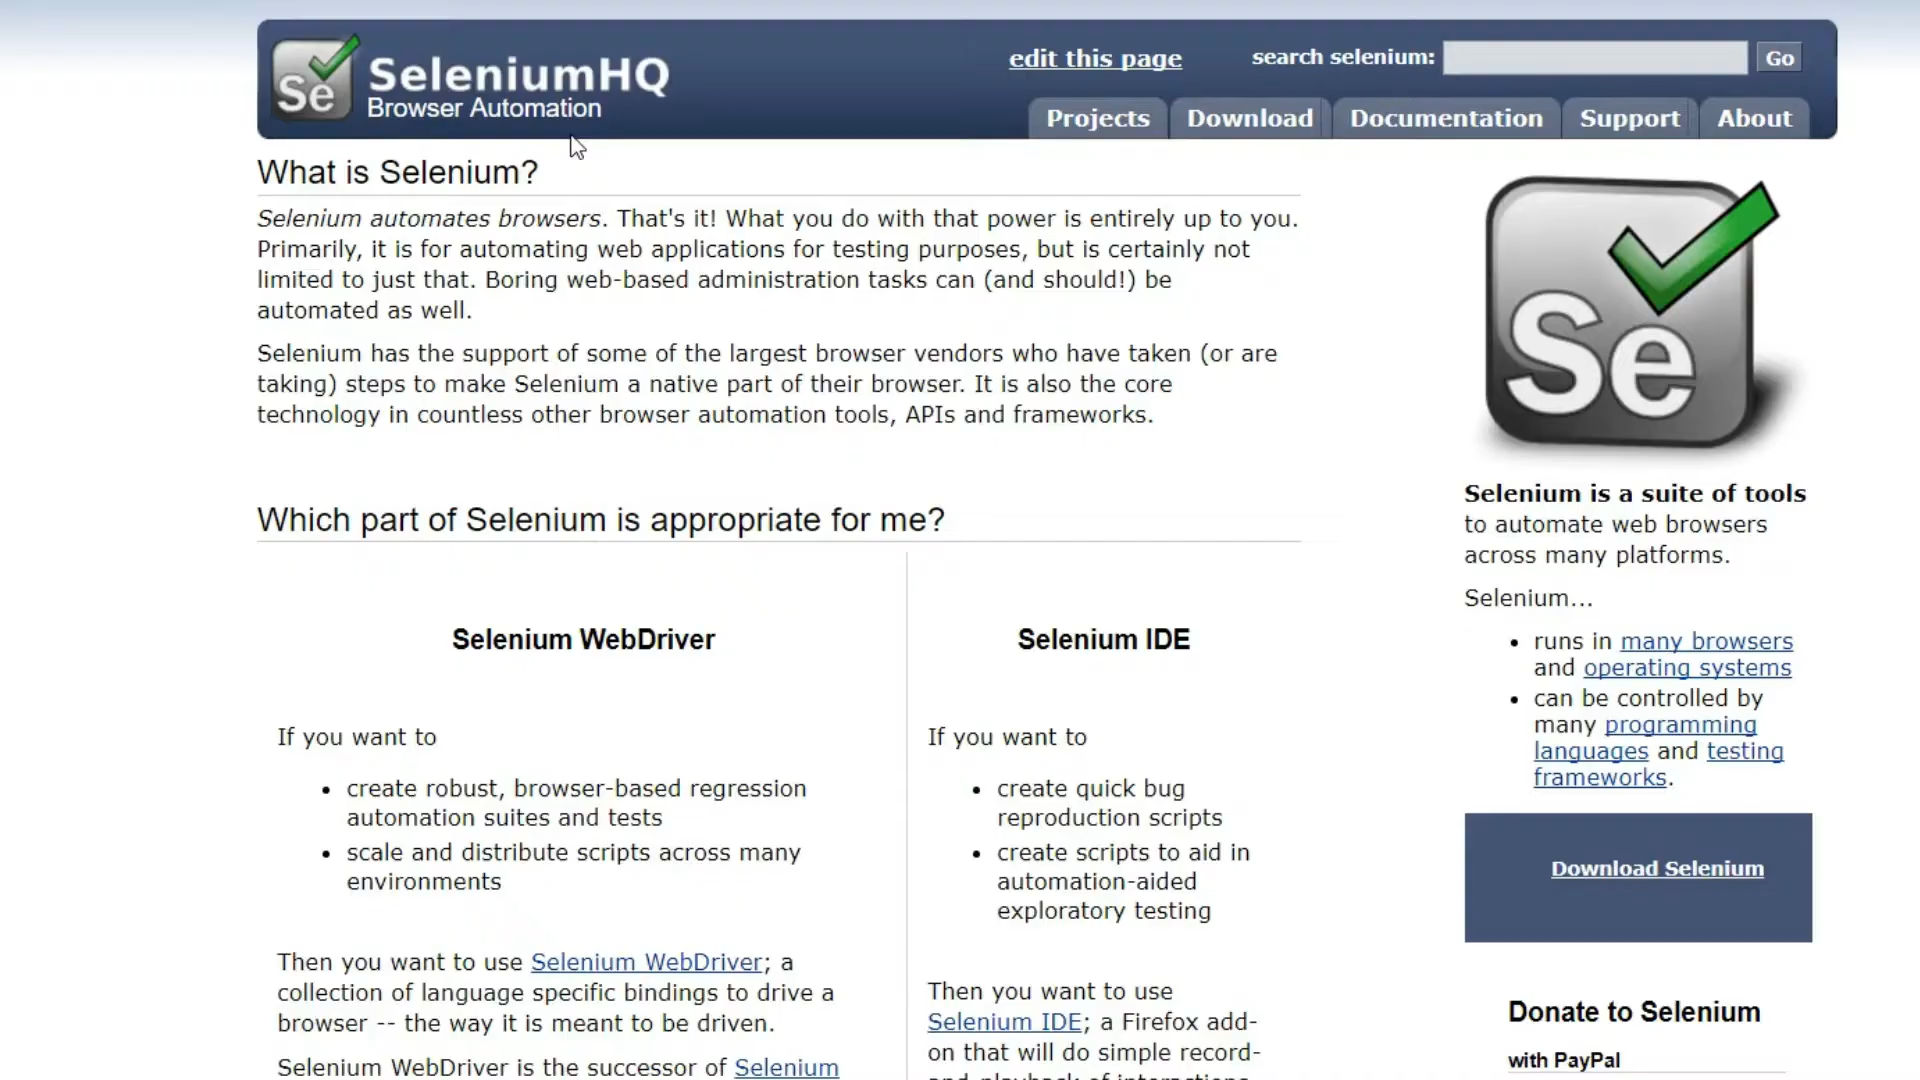 Se SeleniumHQ
Browser Automation
edit this page
search selenium:
Go
Projects
Download
Documentation
Support
About
What is Selenium?
Selenium automates browsers. That's it! What you do with that power is entirely up to you.
Primarily, it is for automating web applications for testing purposes, but is certainly not
limited to just that. Boring web-based administration tasks can (and should!) be
automated as well.
Selenium has the support of some of the largest browser vendors who have taken (or are
taking) steps to make Selenium a native part of their browser. It is also the core
technology in countless other browser automation tools, APIs and frameworks.
Which part of Selenium is appropriate for me?
Selenium WebDriver
If you want to
• create robust, browser-based regression
automation suites and tests
• scale and distribute scripts across many
environments
Then you want to use Selenium WebDriver; a
collection of language specific bindings to drive a
browser -- the way it is meant to be driven.
Selenium WebDriver is the successor of Selenium
Selenium IDE
If you want to
• create quick bug
reproduction scripts
• create scripts to aid in
automation-aided
exploratory testing
Then you want to use
Selenium IDE; a Firefox add-
on that will do simple record-
and-playback of interactions
Se
Selenium is a suite of tools
to automate web browsers
across many platforms.
Selenium...
• runs in many browsers
and operating systems
• can be controlled by
many programming
languages and testing
frameworks.
Download Selenium
Donate to Selenium
with PayPal